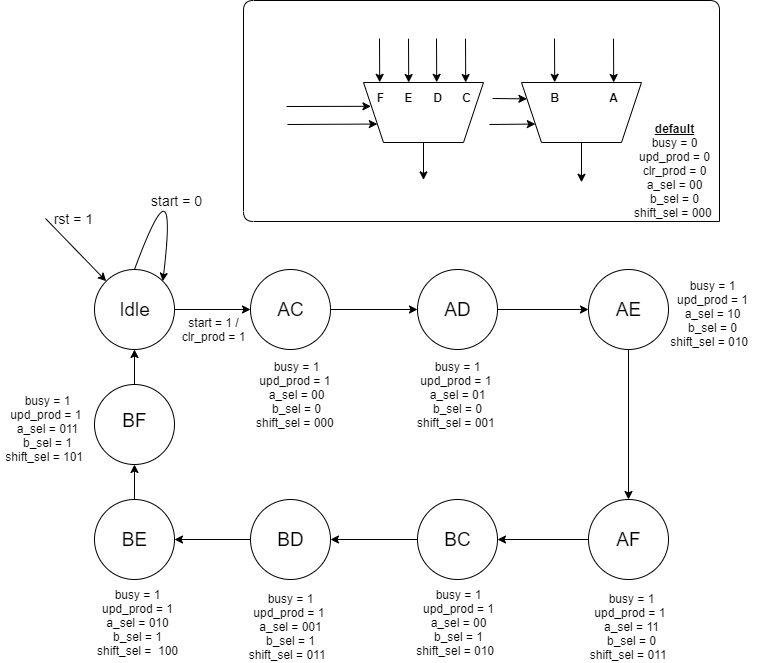 F E D C
B A
default
busy = 0
upd_prod = 0
clr_prod = 0
a_sel = 00
b_sel = 0
shift_sel = 000
start = 0
rst = 1
Idle
start = 1 /
clr_prod = 1
AC
busy = 1
upd_prod = 1
a_sel = 00
b_sel = 0
shift_sel = 000
AD
busy = 1
upd_prod = 1
a_sel = 01
b_sel = 0
shift_sel = 001
AE
busy = 1
upd_prod = 1
a_sel = 10
b_sel = 0
shift_sel = 010
AF
busy = 1
upd_prod = 1
a_sel = 11
b_sel = 0
shift_sel = 011
BC
busy = 1
upd_prod = 1
a_sel = 00
b_sel = 1
shift_sel = 010
BD
busy = 1
upd_prod = 1
a_sel = 001
b_sel = 1
shift_sel = 011
BE
busy = 1
upd_prod = 1
a_sel = 010
b_sel = 1
shift_sel = 100
BF
busy = 1
upd_prod = 1
a_sel = 011
b_sel = 1
shift_sel = 101